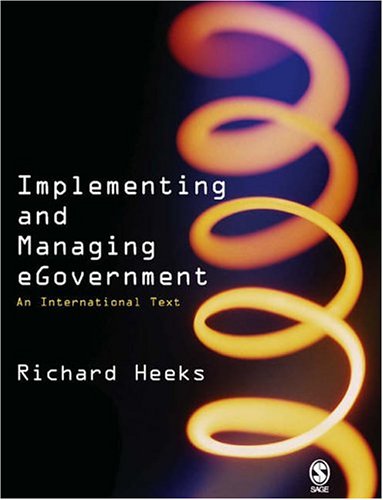 Implementing
and
Managing
eGovernment
An International Text
Richard Heeks
S
SAGE